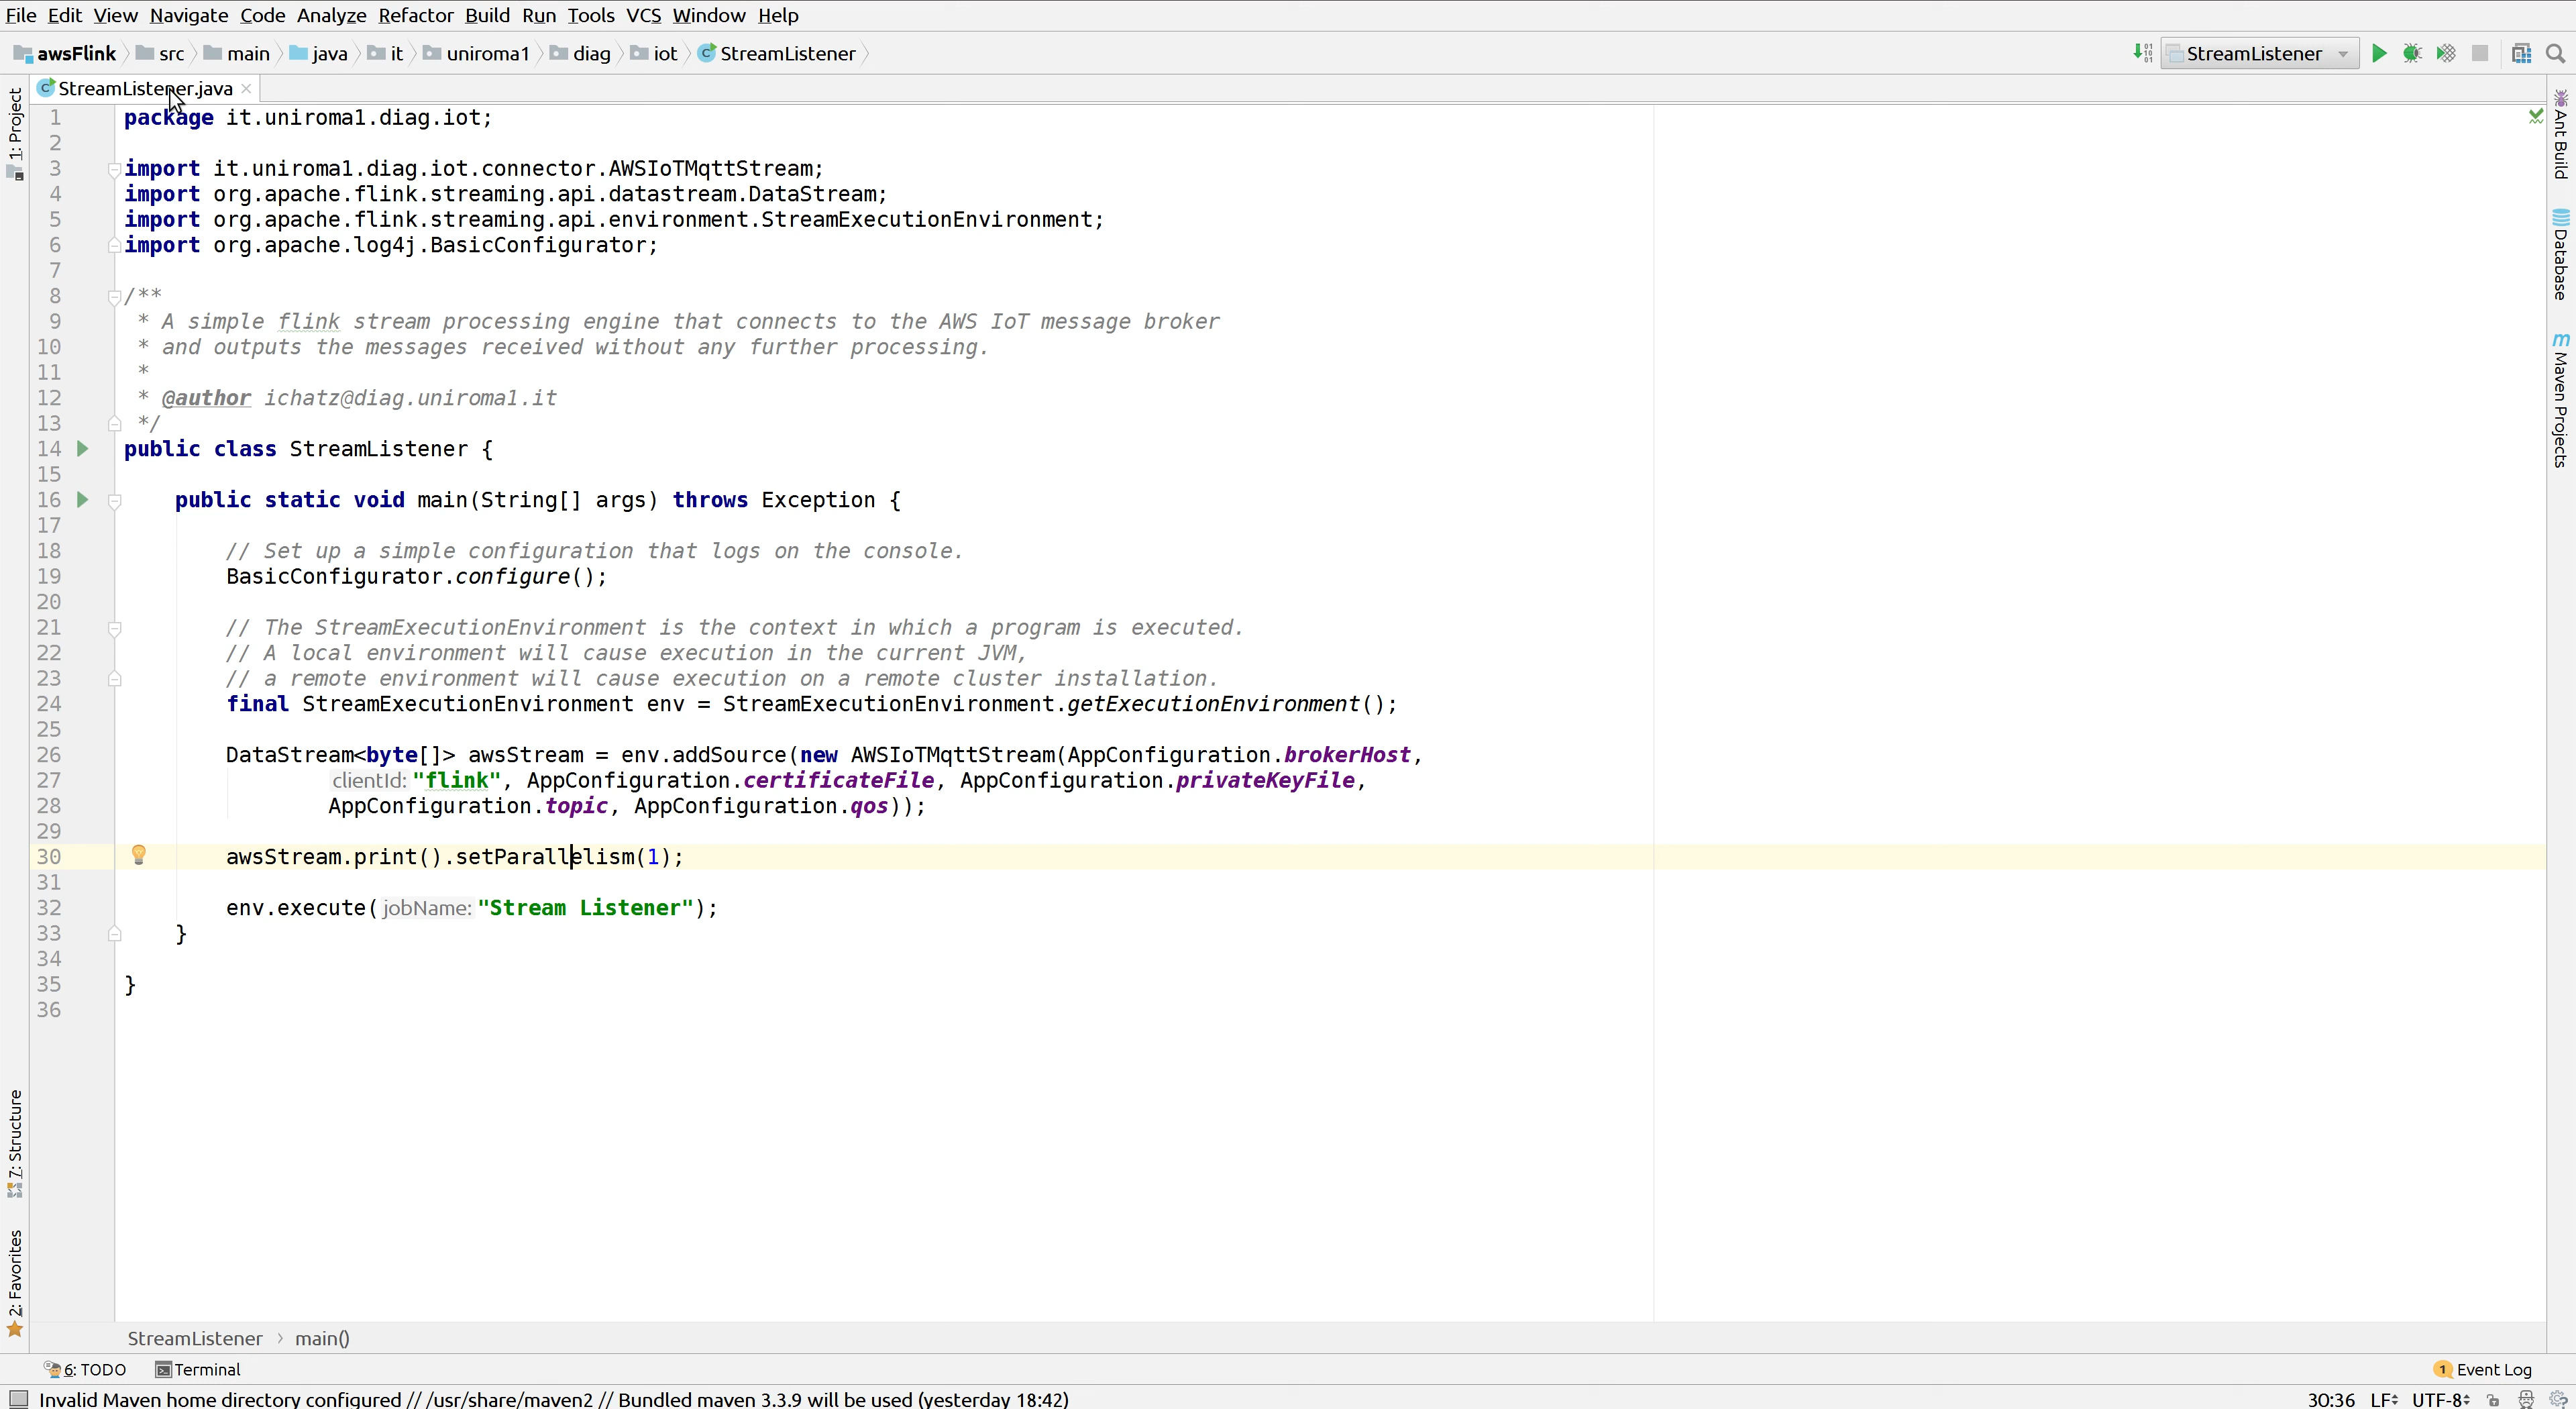 File Edit View Navigate Code Analyze Refactor Build Run Tools VCS Window Help
awsFlink src main java it uniroma1 diag iot StreamListener
StreamListener
StreamListener.java
1: Project
7: Structure
2: Favorites
Ant Build
Database
Maven Projects
1 package it.uniroma1.diag.iot;
2
3 import it.uniroma1.diag.iot.connector.AWSIoTMqttStream;
4 import org.apache.flink.streaming.api.datastream.DataStream;
5 import org.apache.flink.streaming.api.environment.StreamExecutionEnvironment;
6 import org.apache.log4j.BasicConfigurator;
7
8 /**
9 * A simple flink stream processing engine that connects to the AWS IoT message broker
10 * and outputs the messages received without any further processing.
11 *
12 * @author ichatz@diag.uniroma1.it
13 */
14 public class StreamListener {
15
16 public static void main(String[] args) throws Exception {
17
18 // Set up a simple configuration that logs on the console.
19 BasicConfigurator.configure();
20
21 // The StreamExecutionEnvironment is the context in which a program is executed.
22 // A local environment will cause execution in the current JVM,
23 // a remote environment will cause execution on a remote cluster installation.
24 final StreamExecutionEnvironment env = StreamExecutionEnvironment.getExecutionEnvironment();
25
26 DataStream<byte[]> awsStream = env.addSource(new AWSIoTMqttStream(AppConfiguration.brokerHost,
27 clientId: "flink", AppConfiguration.certificateFile, AppConfiguration.privateKeyFile,
28 AppConfiguration.topic, AppConfiguration.qos));
29
30 awsStream.print().setParallelism(1);
31
32 env.execute( jobName: "Stream Listener");
33 }
34
35 }
36
StreamListener › main()
6: TODO Terminal
1 Event Log
Invalid Maven home directory configured // /usr/share/maven2 // Bundled maven 3.3.9 will be used (yesterday 18:42)
30:36 LF UTF-8